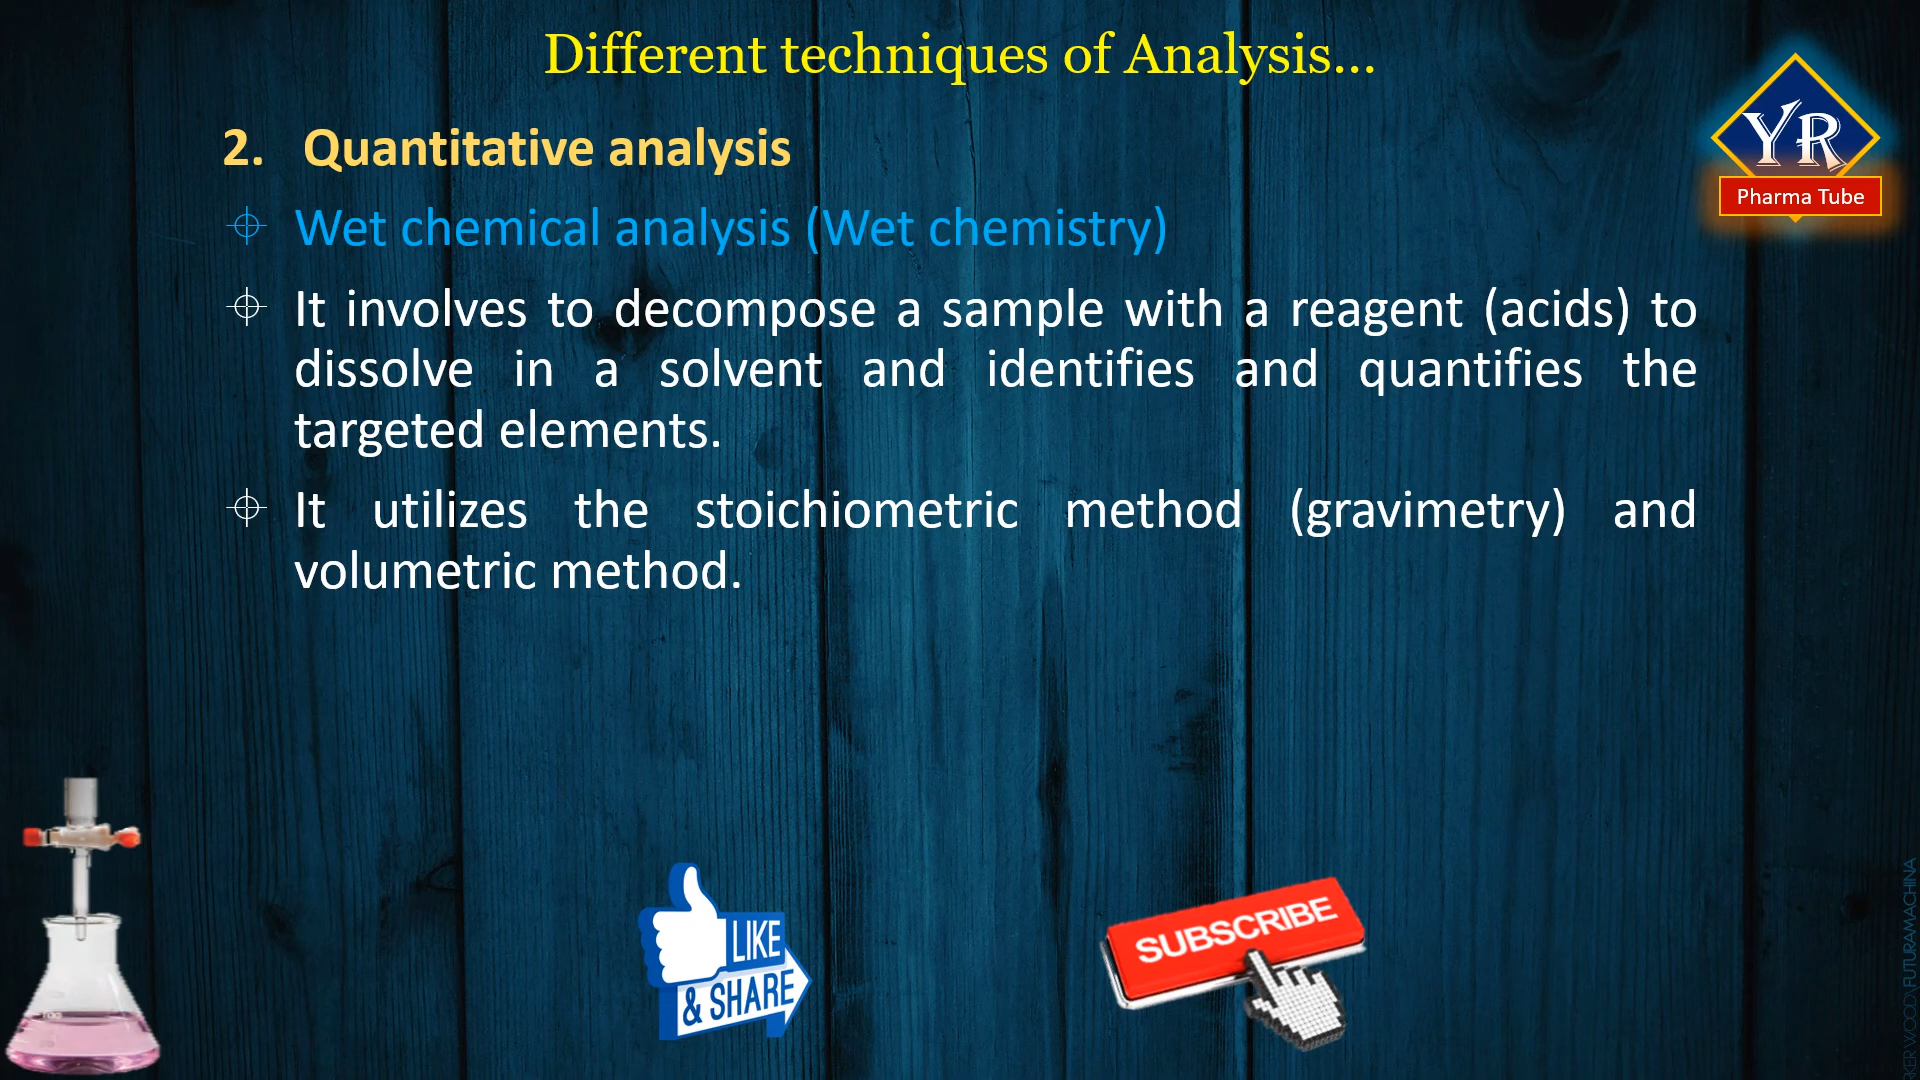 Different techniques of Analysis...
YR
Pharma Tube
2. Quantitative analysis
Wet chemical analysis (Wet chemistry)
It involves to decompose a sample with a reagent (acids) to
dissolve in a solvent and identifies and quantifies the
targeted elements.
It utilizes the stoichiometric method (gravimetry) and
volumetric method.
LIKE
& SHARE
SUBSCRIBE